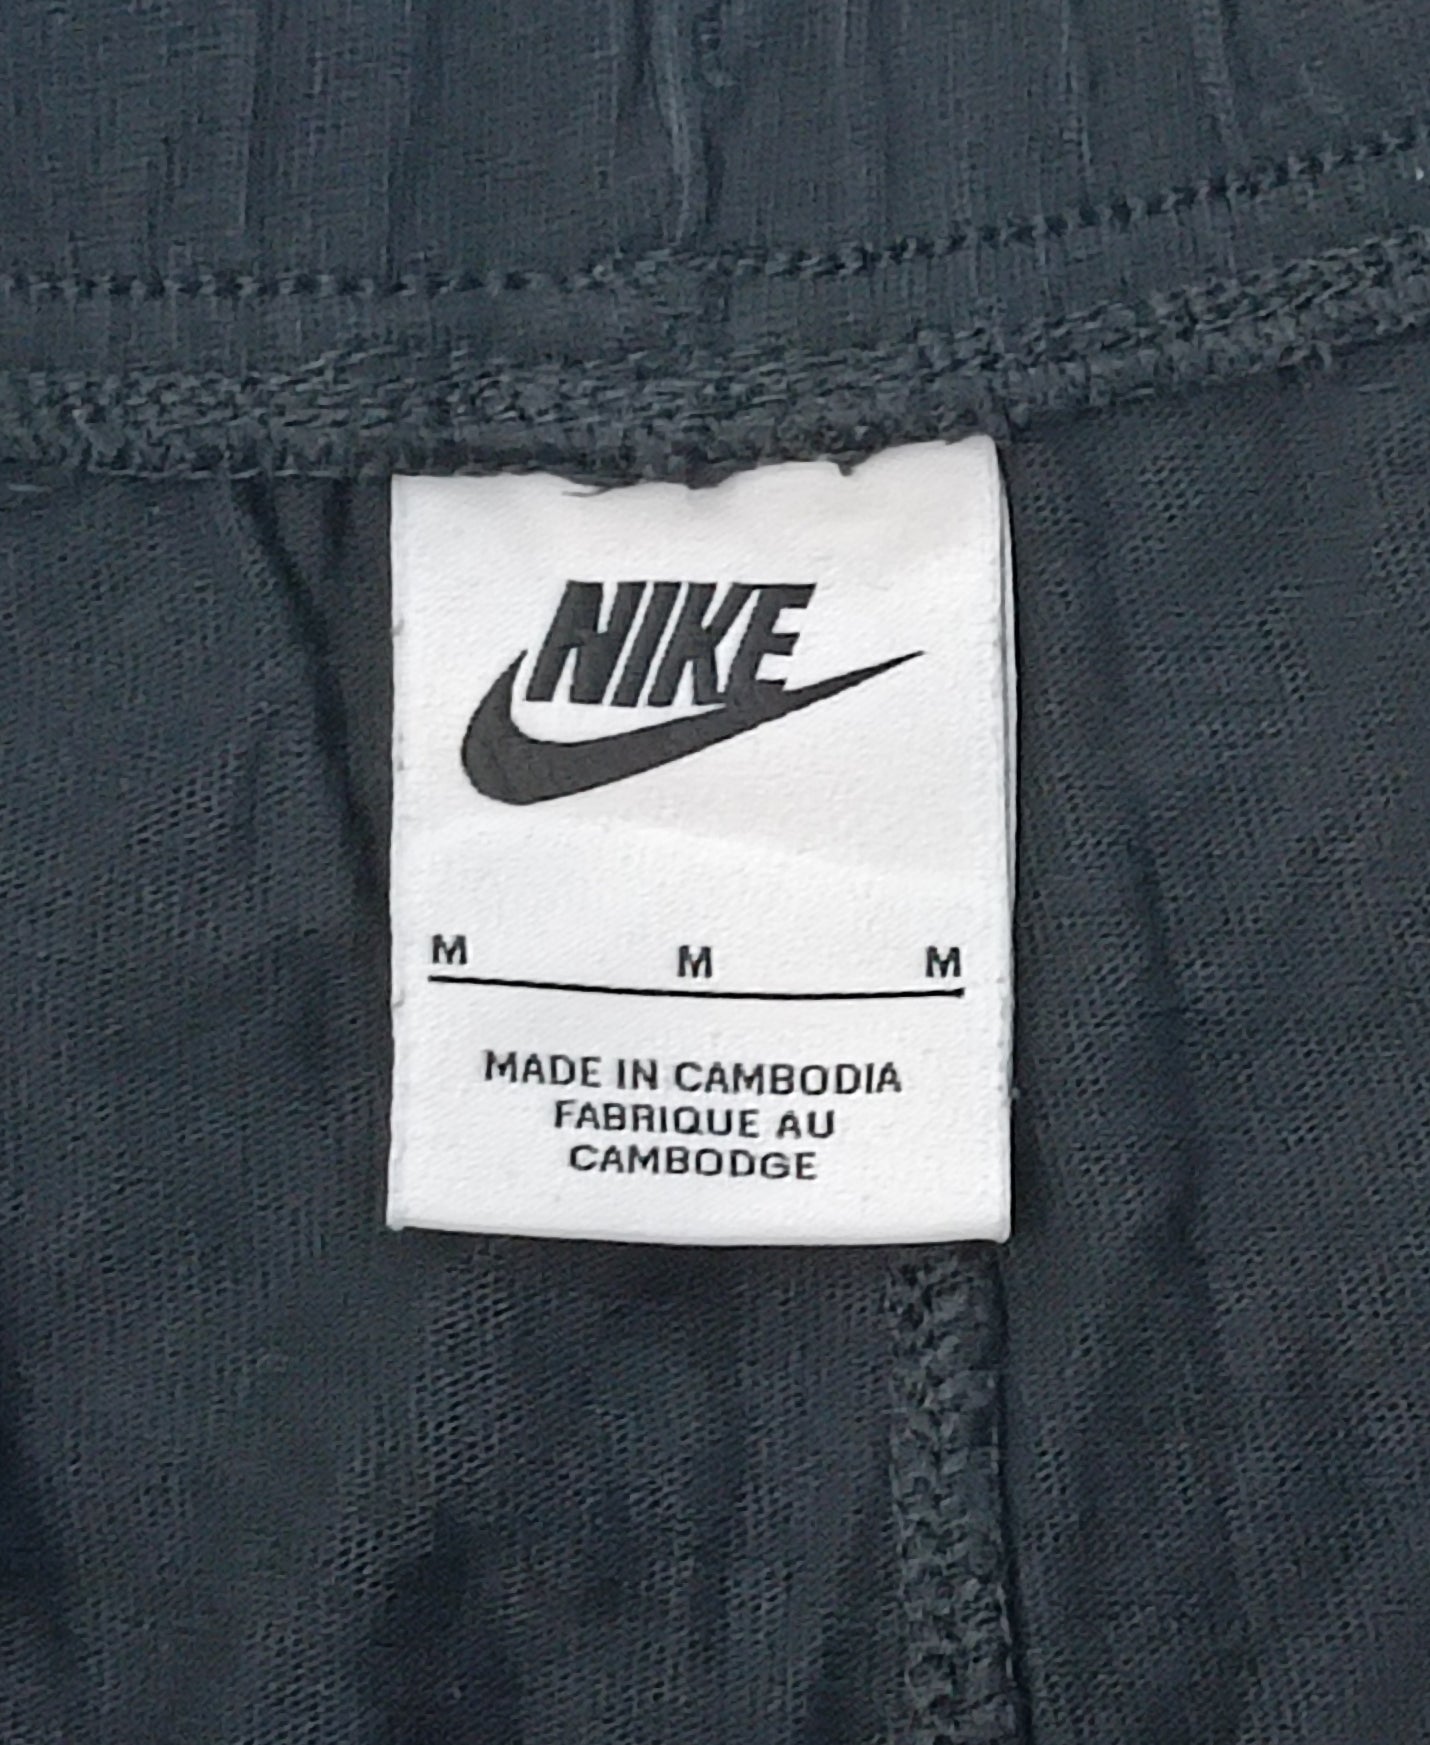 NIKE
M M M
MADE IN CAMBODIA
FABRIQUE AU
CAMBODGE